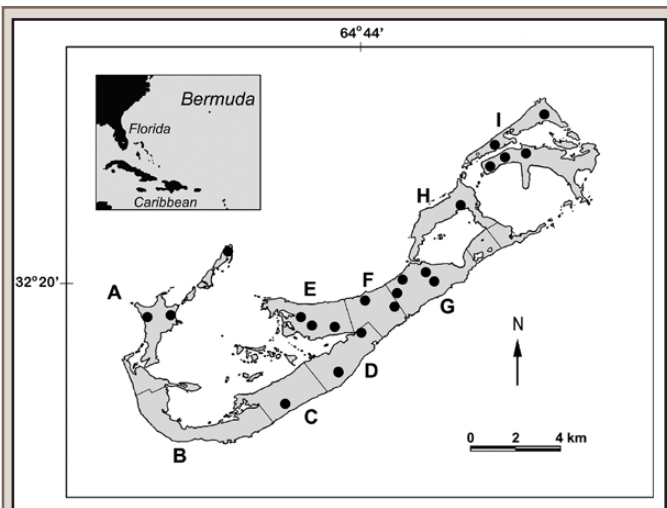 64°44’
Bermuda
Florida
Caribbean
32°20’
I
H
A
E
F
G
N
D
C
B
0 2 4 km